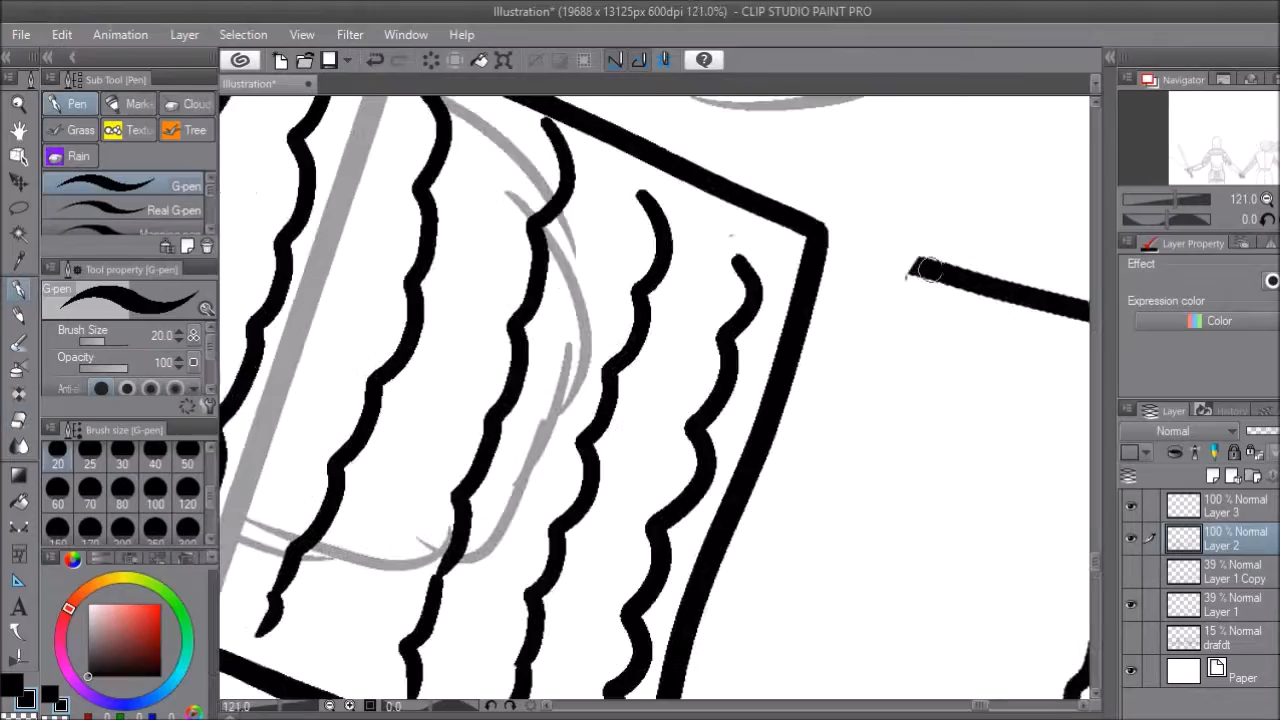 Illustration* (19688 x 13125px 600dpi 121.0%) - CLIP STUDIO PAINT PRO
File Edit Animation Layer Selection View Filter Window Help
Sub Tool [Pen]
Illustration*
Navigator
Pen Mark Cloud
Grass Textu Tree
Rain
G-pen
Real G-pen
121.0
0.0
Layer Property
Tool property [G-pen]
G-pen
Effect
Expression color
Color
Brush Size 20.0
Opacity 100
Anti-a
Layer History
Brush size [G-pen]
Normal
20 25 30 40 50
60 70 80 100 120
100 % Normal
Layer 3
100 % Normal
Layer 2
39 % Normal
Layer 1 Copy
39 % Normal
Layer 1
15 % Normal
drafdt
Paper
121.0 0.0